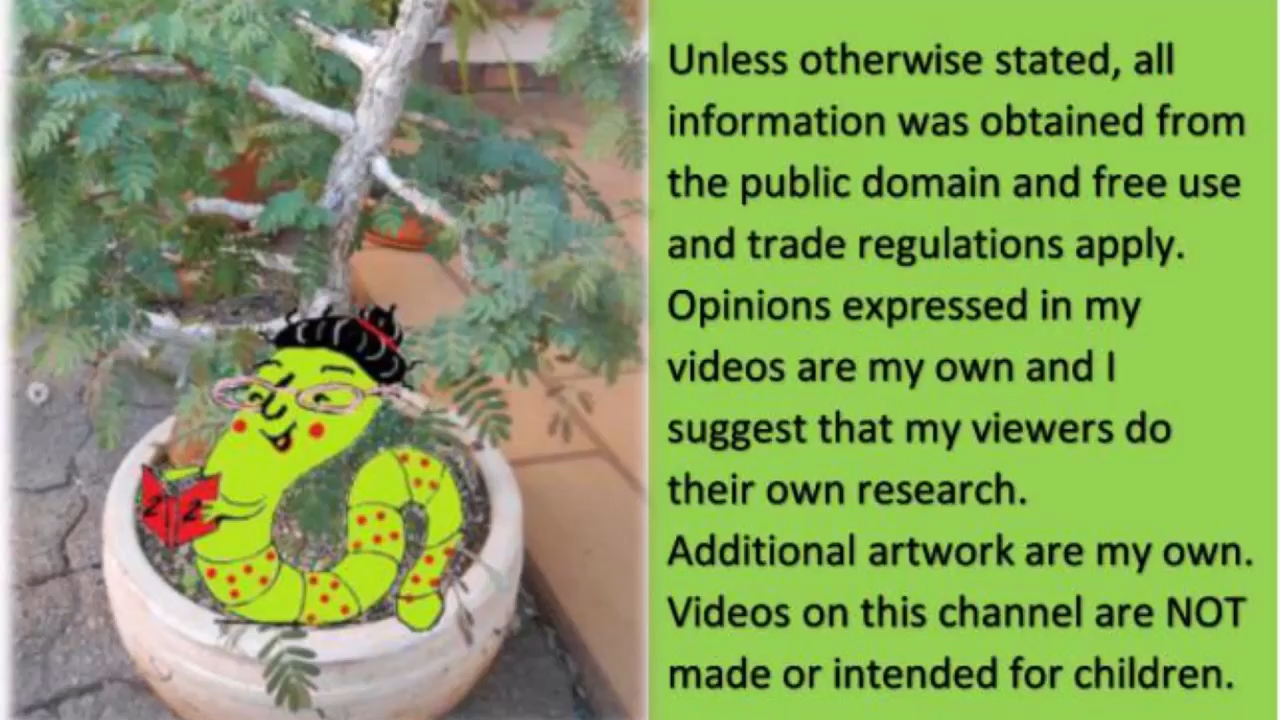 Unless otherwise stated, all
information was obtained from
the public domain and free use
and trade regulations apply.
Opinions expressed in my
videos are my own and I
suggest that my viewers do
their own research.
Additional artwork are my own.
Videos on this channel are NOT
made or intended for children.